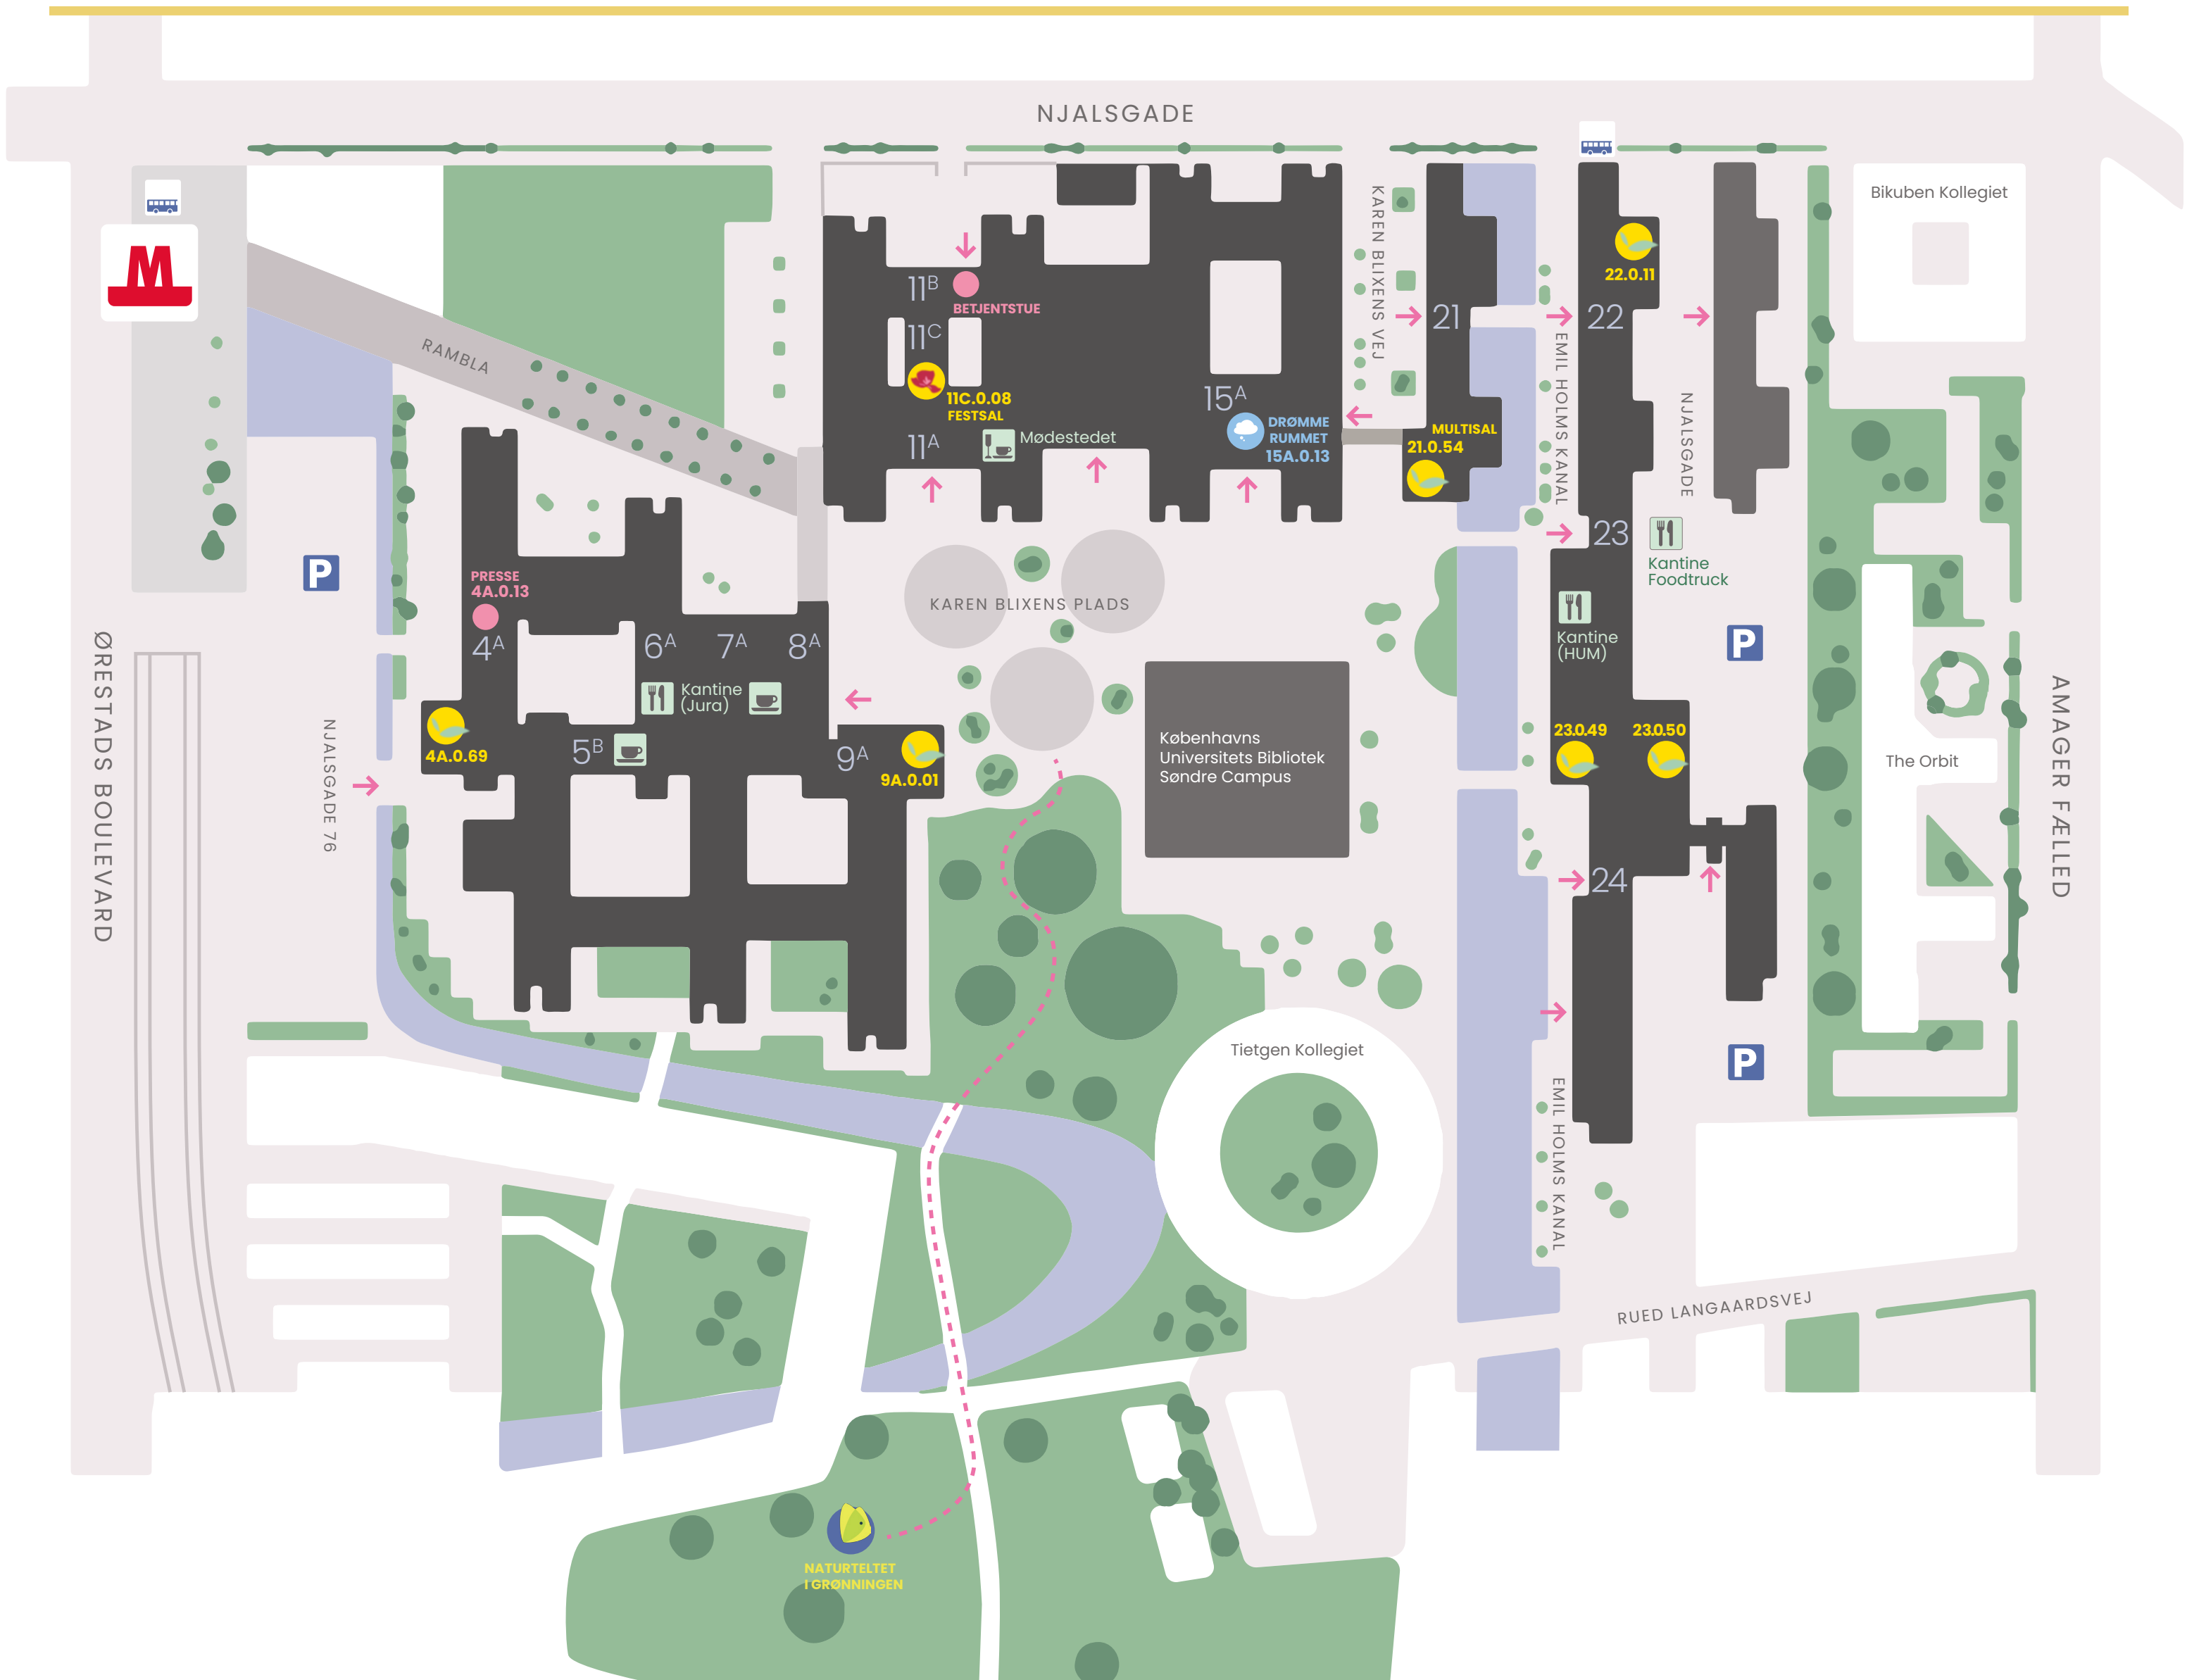 NJALSGADE
Bikuben Kollegiet
M
RAMBLA
KAREN BLIXENS VEJ
11B
BETJENTSTUE
11C
11C.0.08
FESTSAL
11A
Mødestedet
15A
DRØMME
RUMMET
15A.0.13
21
MULTISAL
21.0.54
22.0.11
22
EMIL HOLMS KANAL
NJALSGADE
23
Kantine
Foodtruck
Kantine
(HUM)
P
P
PRESSE
4A.0.13
4A
6A
7A
8A
Kantine
(Jura)
4A.0.69
5B
9A
9A.0.01
KAREN BLIXENS PLADS
Københavns
Universitets Bibliotek
Søndre Campus
23.0.49
23.0.50
The Orbit
ØRESTADS BOULEVARD
NJALSGADE 76
AMAGER FÆLLED
24
Tietgen Kollegiet
P
EMIL HOLMS KANAL
RUED LANGAARDSVEJ
NATURTELTET
I GRØNNINGEN